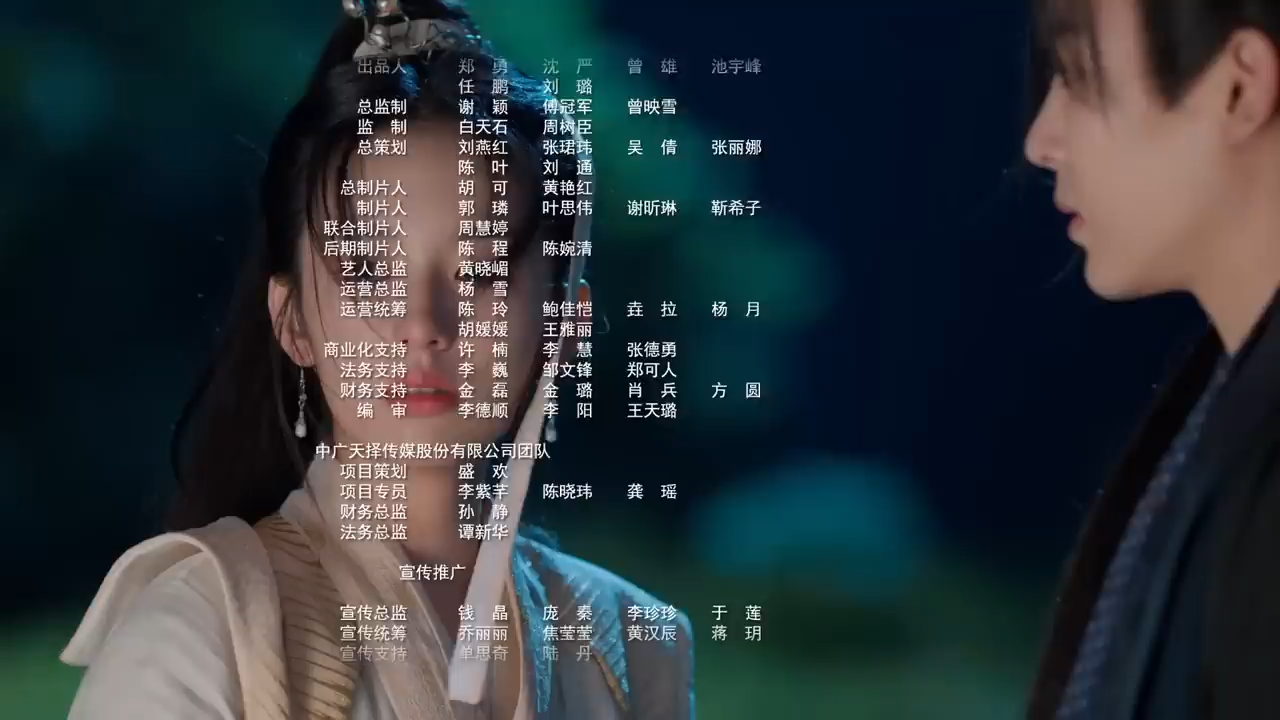 出品人 郑勇 沈严 曾雄 池宇峰
任鹏 刘璐
总监制 谢颖 傅冠军 曾映雪
监制 白天石 周树臣
总策划 刘燕红 张珺玮 吴倩 张丽娜
陈叶 刘通
总制片人 胡可 黄艳红
制片人 郭璘 叶思伟 谢昕琳 靳希子
联合制片人 周慧婷
后期制片人 陈程 陈婉清
艺人总监 黄晓嵋
运营总监 杨雪
运营统筹 陈玲 鲍佳恺 垚拉 杨月
胡媛媛 王雅丽
商业化支持 许楠 李慧 张德勇
法务支持 李巍 邹文锋 郑可人
财务支持 金磊 金璐 肖兵 方圆
编审 李德顺 李阳 王天璐
中广天择传媒股份有限公司团队
项目策划 盛欢
项目专员 李紫芊 陈晓玮 龚瑶
财务总监 孙静
法务总监 谭新华
宣传推广
宣传总监 钱晶 庞秦 李珍珍 于莲
宣传统筹 乔丽丽 焦莹莹 黄汉辰 蒋玥
宣传支持 单思奇 陆丹